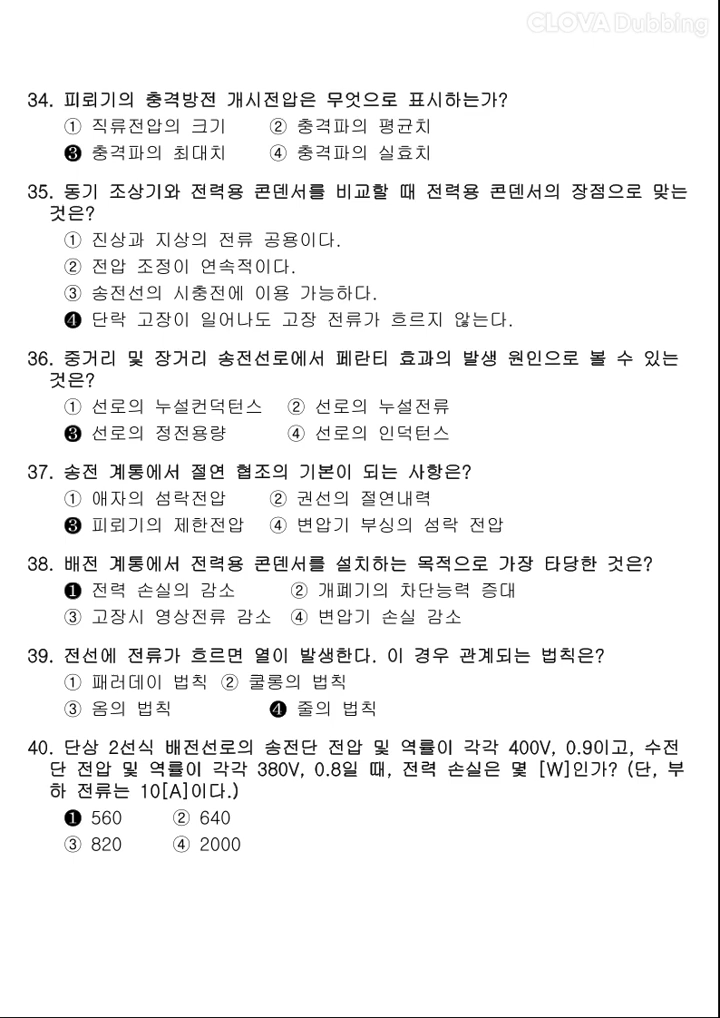 CLOVA Dubbing
34. 피뢰기의 충격방전 개시전압은 무엇으로 표시하는가?
① 직류전압의 크기 ② 충격파의 평균치
❸ 충격파의 최대치 ④ 충격파의 실효치
35. 동기 조상기와 전력용 콘덴서를 비교할 때 전력용 콘덴서의 장점으로 맞는
것은?
① 진상과 지상의 전류 공용이다.
② 전압 조정이 연속적이다.
③ 송전선의 시충전에 이용 가능하다.
❹ 단락 고장이 일어나도 고장 전류가 흐르지 않는다.
36. 중거리 및 장거리 송전선로에서 페란티 효과의 발생 원인으로 볼 수 있는
것은?
① 선로의 누설컨덕턴스 ② 선로의 누설전류
❸ 선로의 정전용량 ④ 선로의 인덕턴스
37. 송전 계통에서 절연 협조의 기본이 되는 사항은?
① 애자의 섬락전압 ② 권선의 절연내력
❸ 피뢰기의 제한전압 ④ 변압기 부싱의 섬락 전압
38. 배전 계통에서 전력용 콘덴서를 설치하는 목적으로 가장 타당한 것은?
❶ 전력 손실의 감소 ② 개폐기의 차단능력 증대
③ 고장시 영상전류 감소 ④ 변압기 손실 감소
39. 전선에 전류가 흐르면 열이 발생한다. 이 경우 관계되는 법칙은?
① 패러데이 법칙 ② 쿨롱의 법칙
③ 옴의 법칙 ❹ 줄의 법칙
40. 단상 2선식 배전선로의 송전단 전압 및 역률이 각각 400V, 0.9이고, 수전
단 전압 및 역률이 각각 380V, 0.8일 때, 전력 손실은 몇 [W]인가? (단, 부
하 전류는 10[A]이다.)
❶ 560 ② 640
③ 820 ④ 2000